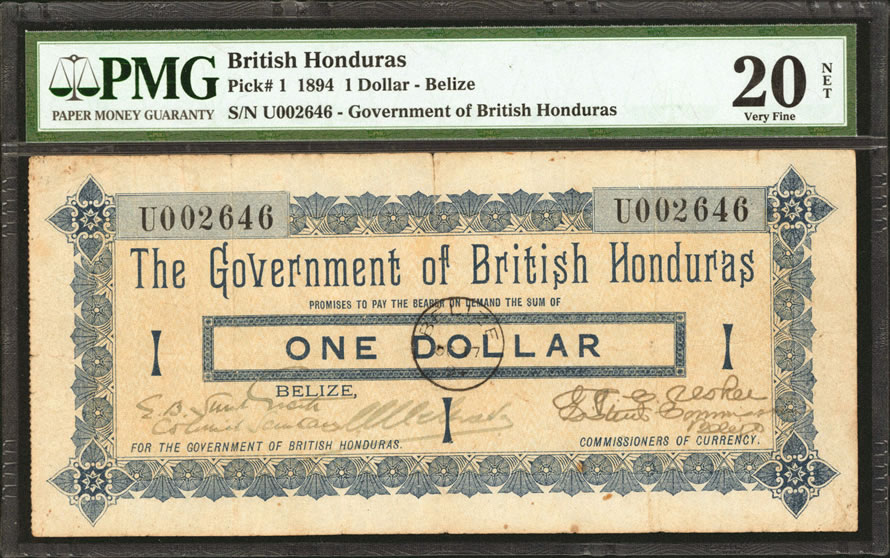 PMG
PAPER MONEY GUARANTY
British Honduras
Pick# 1 1894 1 Dollar - Belize
S/N U002646 - Government of British Honduras
20
NET
Very Fine
U002646
U002646
The Government of British Honduras
PROMISES TO PAY THE BEARER ON DEMAND THE SUM OF
BELIZE
I
ONE DOLLAR
I
BELIZE,
I
FOR THE GOVERNMENT OF BRITISH HONDURAS.
COMMISSIONERS OF CURRENCY.